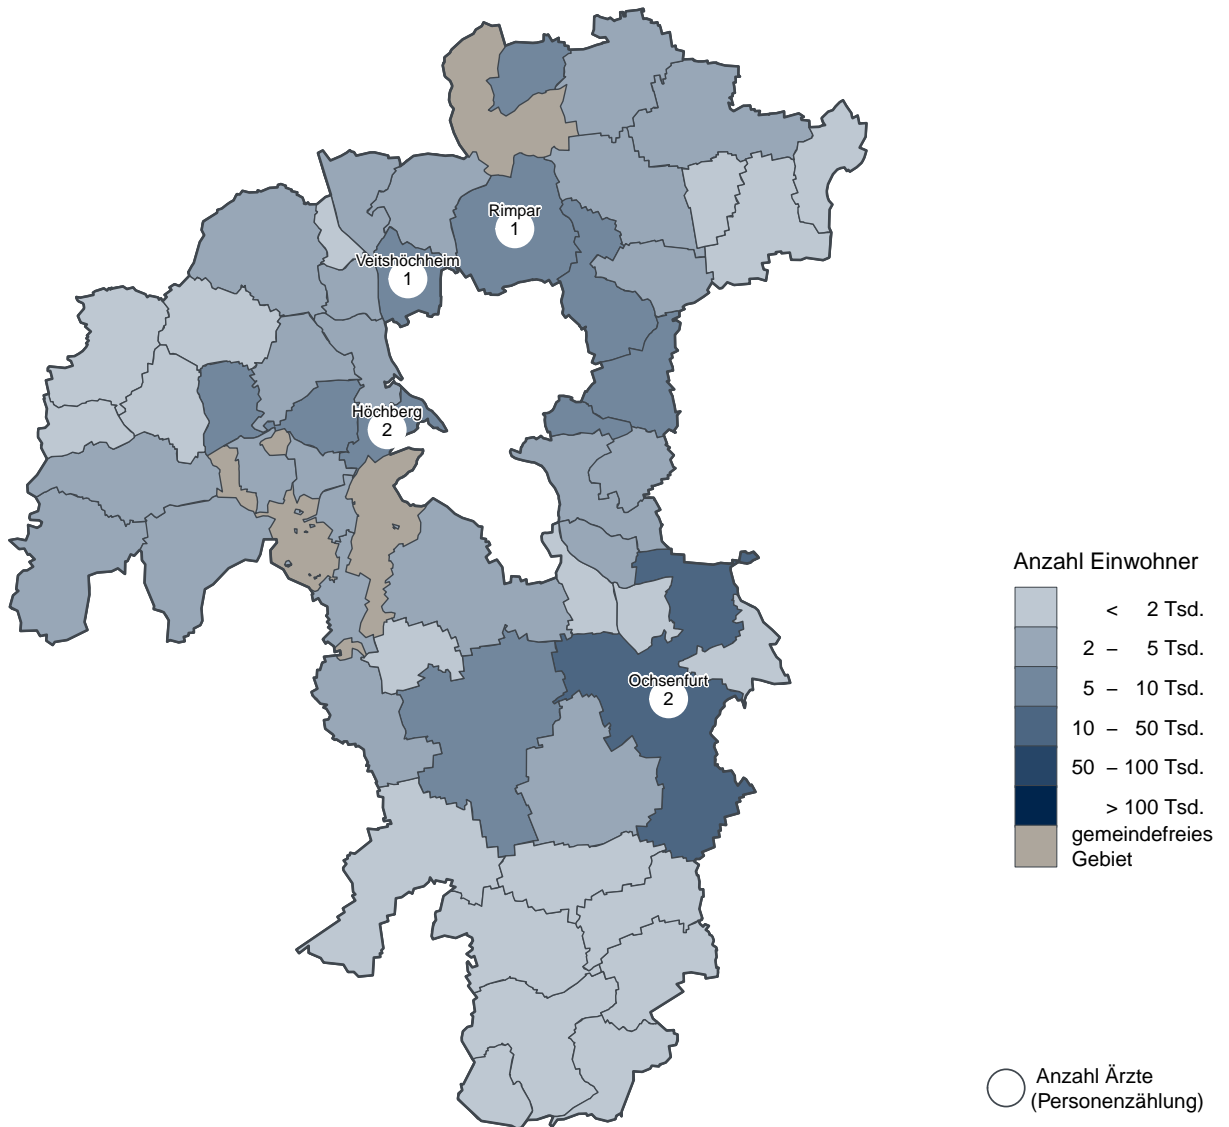 Rimpar
1
Veitshöchheim
1
Höchberg
2
Ochsenfurt
2
Anzahl Einwohner
< 2 Tsd.
2 – 5 Tsd.
5 – 10 Tsd.
10 – 50 Tsd.
50 – 100 Tsd.
> 100 Tsd.
gemeindefreies
Gebiet
Anzahl Ärzte
(Personenzählung)